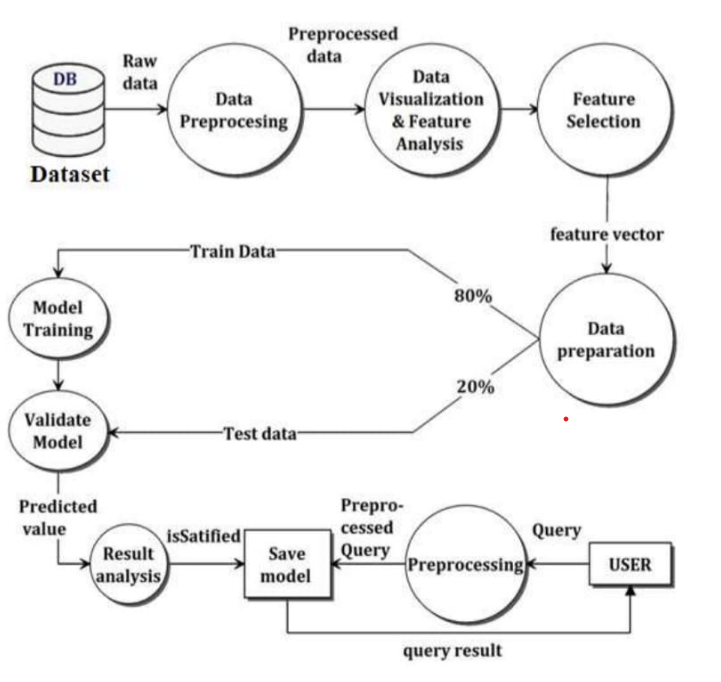 DB
Dataset
Raw
data
Data
Preprocesing
Preprocessed
data
Data
Visualization
& Feature
Analysis
Feature
Selection
feature vector
Data
preparation
80%
Train Data
20%
Test data
Model
Training
Validate
Model
Predicted
value
Result
analysis
isSatified
Save
model
Prepro-
cessed
Query
Preprocessing
Query
USER
query result